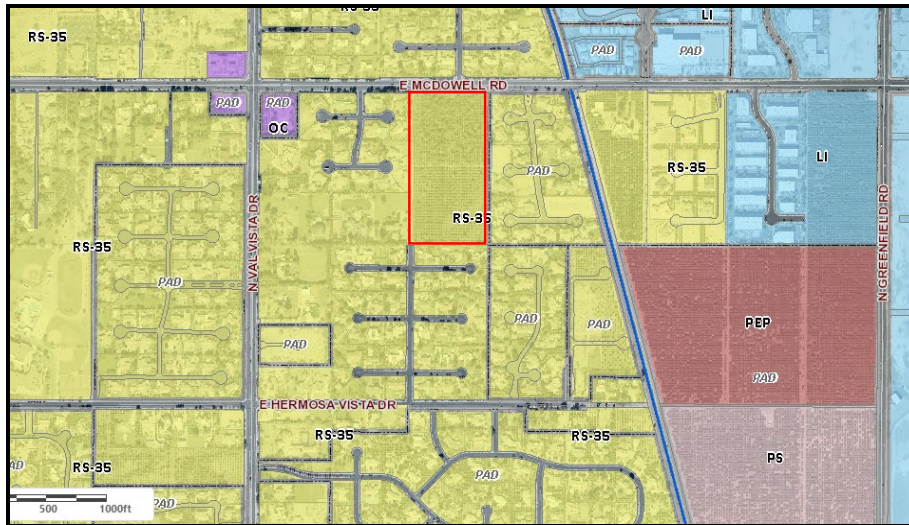 RS-35
RS-35
LI
PAD
PAD
E MCDOWELL RD
PAD
PAD
OC
PAD
RS-35
LI
RS-35
RS-35
N VAL VISTA DR
N GREENFIELD RD
PAD
PAD
PAD
PAD
PEP
PAD
E HERMOSA VISTA DR
RS-35
RS-35
RS-35
PAD
PS
AD
PAD
500 1000ft